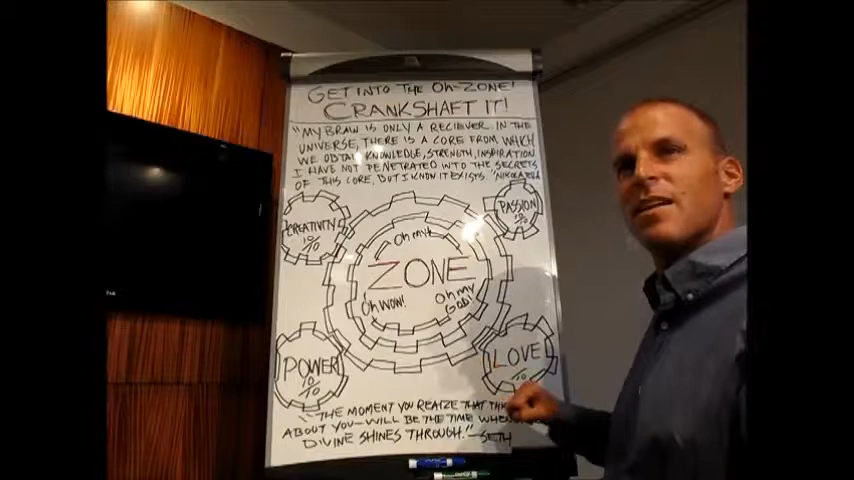 GET INTO THE Oh-ZONE!
CRANKSHAFT IT!
"MY BRAIN IS ONLY A RECIEVER. IN THE
UNIVERSE, THERE IS A CORE FROM WHICH
WE OBTAIN KNOWLEDGE, STRENGTH, INSPIRATION
I HAVE NOT PENETRATED INTO THE SECRETS
OF THIS CORE, BUT I KNOW IT EXISTS."
CREATIVITY
%
PASSION
%
Oh my!
ZONE
Oh WOW!
Oh my
GOD!
POWER
%
LOVE
%
"THE MOMENT YOU REALIZE THAT
ABOUT YOU—WILL BE THE TIME WHEN
DIVINE SHINES THROUGH." —SETH